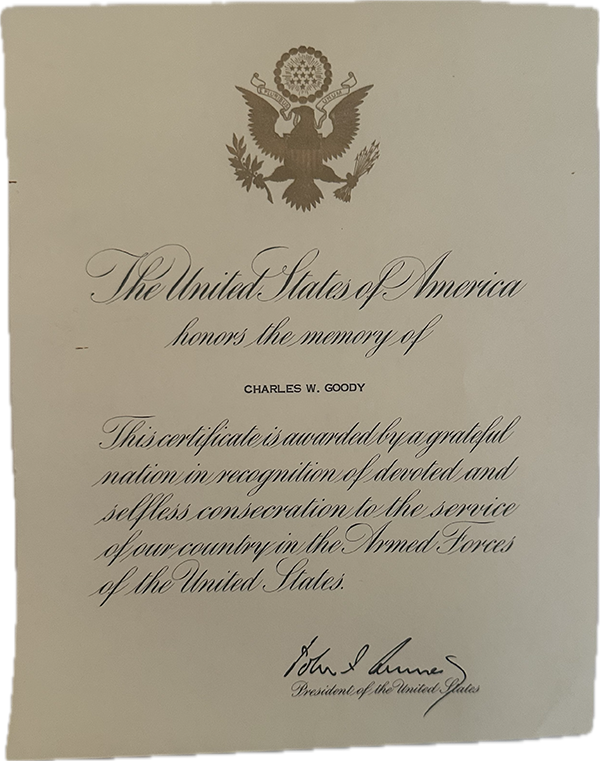 E PLURIBUS UNUM
The United States of America
honors the memory of
CHARLES W. GOODY
This certificate is awarded by a grateful
nation in recognition of devoted and
selfless consecration to the service
of our country in the Armed Forces
of the United States.
President of the United States